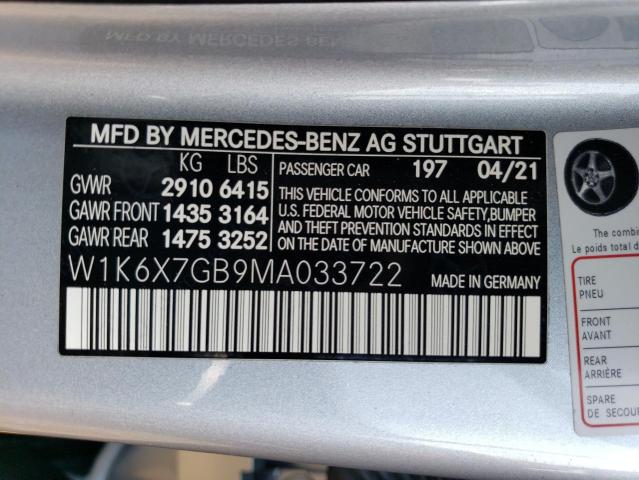 MFD BY MERCEDES-BENZ AG STUTTGART
KG LBS
GVWR 2910 6415
GAWR FRONT 1435 3164
GAWR REAR 1475 3252
PASSENGER CAR 197 04/21
THIS VEHICLE CONFORMS TO ALL APPLICABLE
U.S. FEDERAL MOTOR VEHICLE SAFETY,BUMPER
AND THEFT PREVENTION STANDARDS IN EFFECT
ON THE DATE OF MANUFACTURE SHOWN ABOVE.
W1K6X7GB9MA033722 MADE IN GERMANY
The combin
Le poids total d
TIRE
PNEU
FRONT
AVANT
REAR
ARRIÈRE
SPARE
DE SECOU